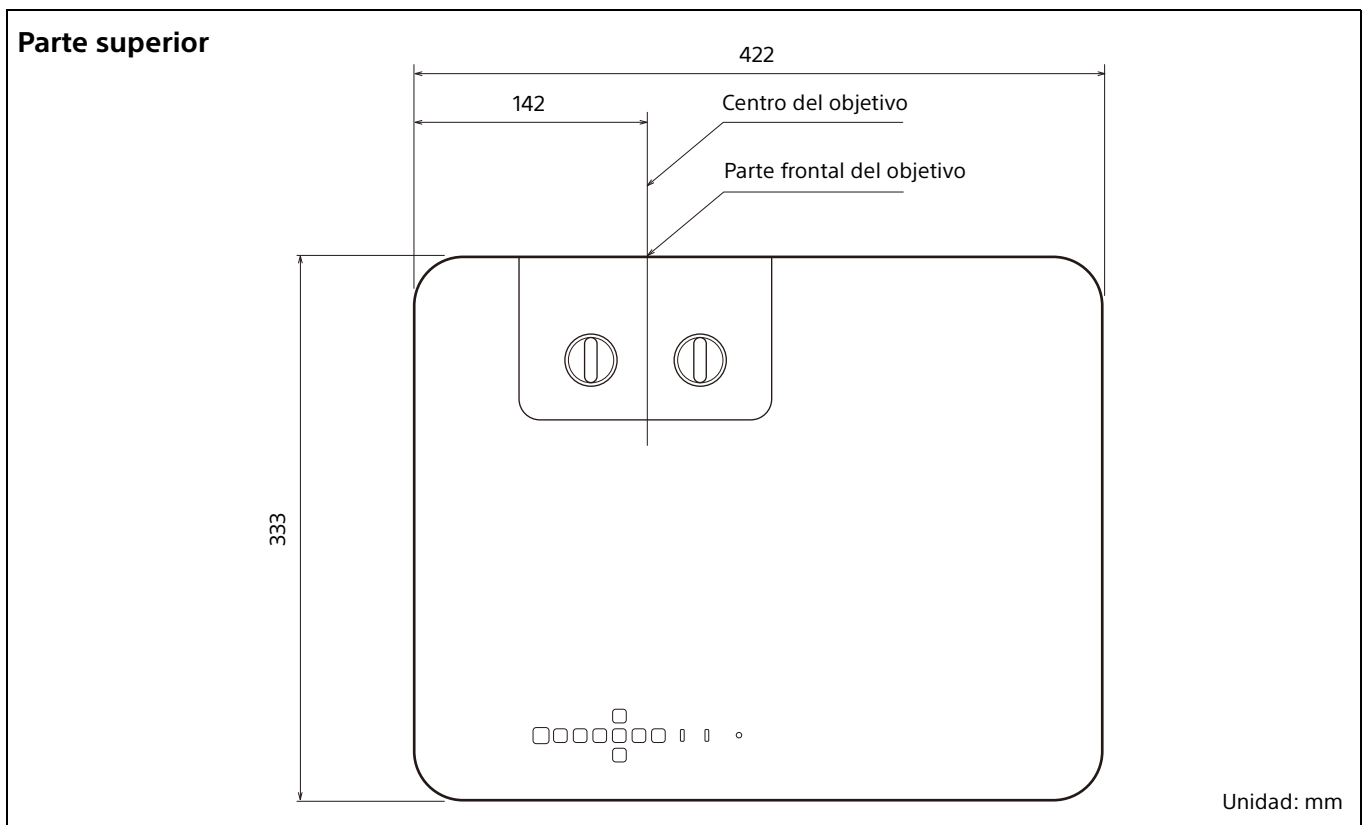 Parte superior
422
142
Centro del objetivo
Parte frontal del objetivo
333
Unidad: mm